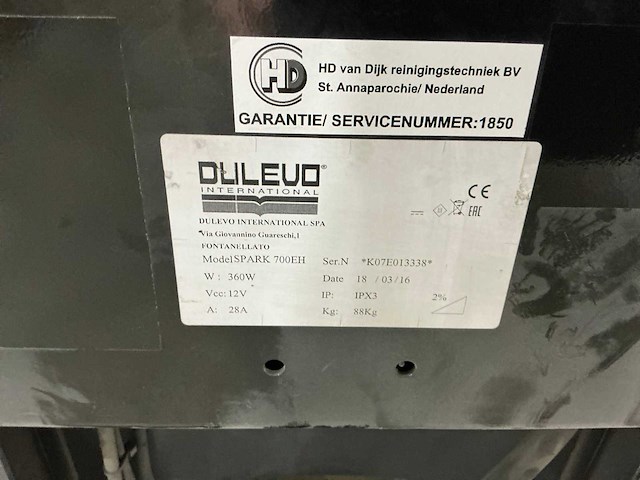 HD
HD van Dijk reinigingstechniek BV
St. Annaparochie/ Nederland
GARANTIE/ SERVICENUMMER:1850
DULEVO®
INTERNATIONAL
CE
EAC
DULEVO INTERNATIONAL SPA
Via Giovannino Guareschi,1
FONTANELLATO
ModelSPARK 700EH Ser.N *K07E013338*
W: 360W Date 18 /03/16
Vcc: 12V IP: IPX3 2%
A: 28A Kg: 88Kg